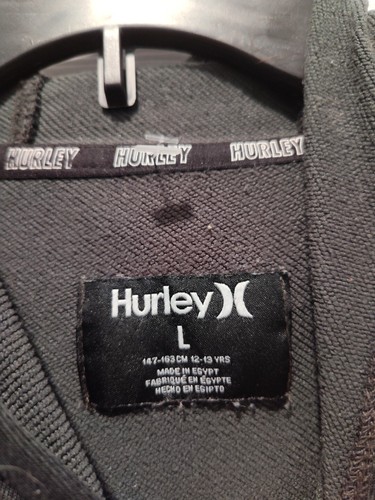 HURLEY HURLEY HURLEY
Hurley
L
147-163 CM 12-13 YRS
MADE IN EGYPT
FABRIQUÉ EN ÉGYPTE
HECHO EN EGIPTO